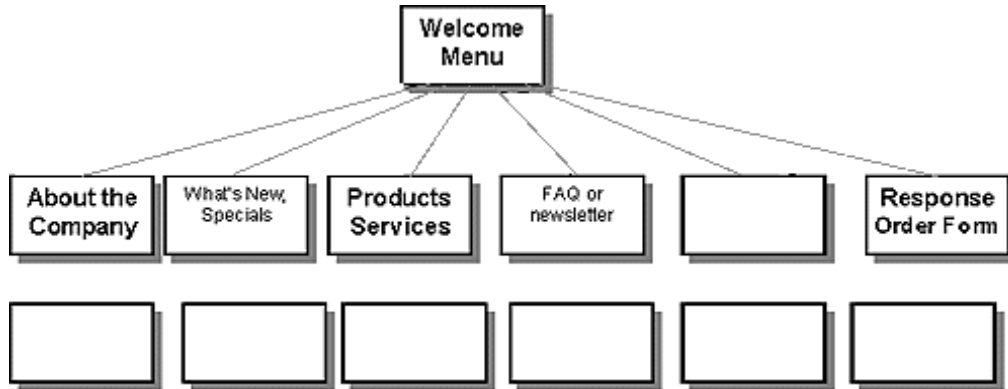 Welcome
Menu
About the
Company
What's New,
Specials
Products
Services
FAQ or
newsletter
Response
Order Form